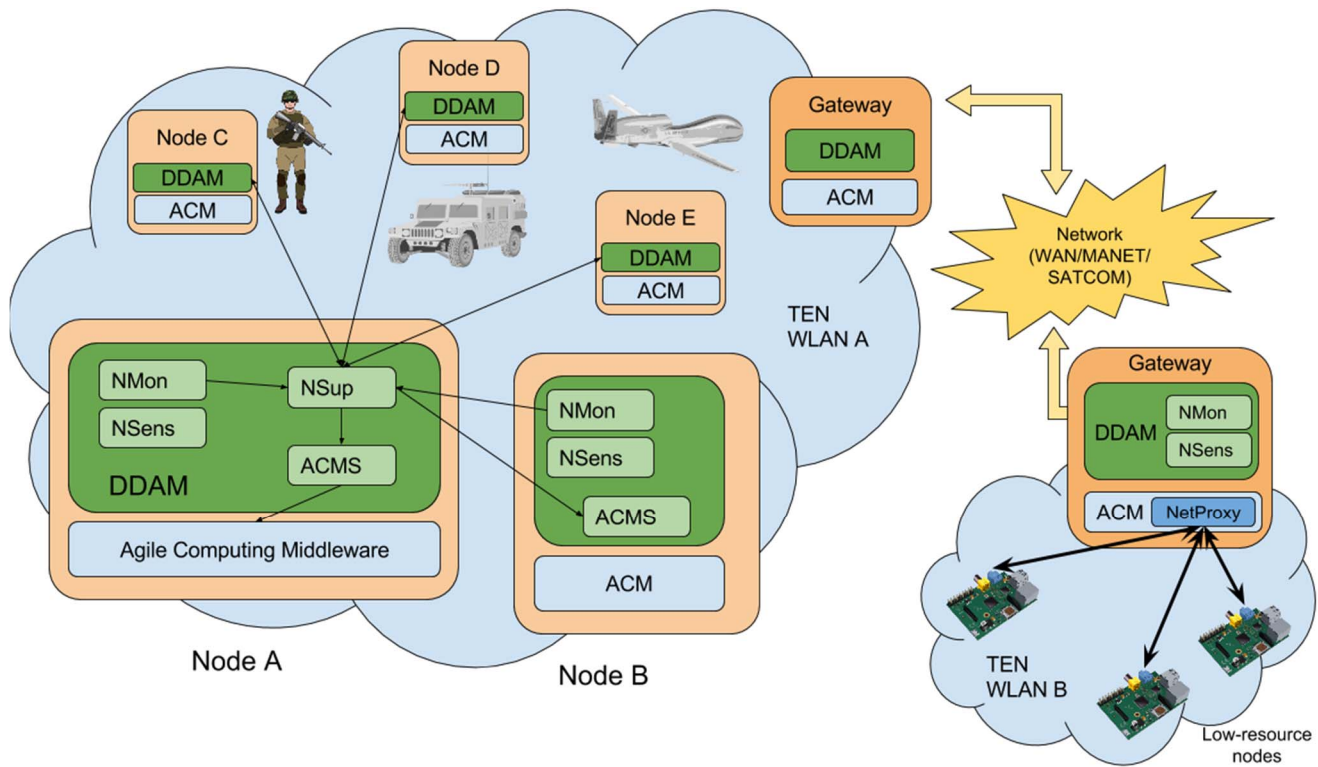 Node D
DDAM
ACM
Node C
DDAM
ACM
Gateway
DDAM
ACM
Node E
DDAM
ACM
TEN
WLAN A
Network
(WAN/MANET/
SATCOM)
NMon
NSens
NSup
ACMS
DDAM
Agile Computing Middleware
Node A
NMon
NSens
ACMS
ACM
Node B
Gateway
DDAM
NMon
NSens
ACM
NetProxy
TEN
WLAN B
Low-resource
nodes